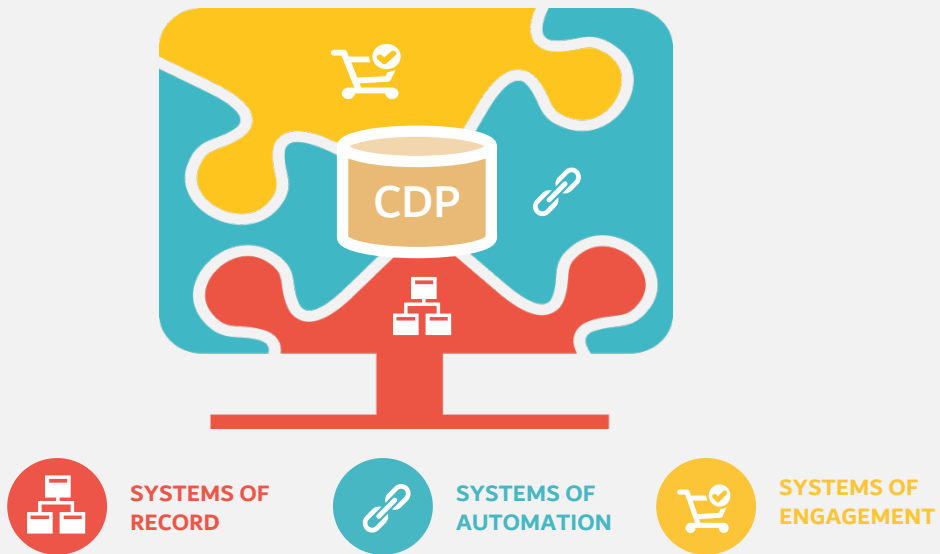 CDP
SYSTEMS OF
RECORD
SYSTEMS OF
AUTOMATION
SYSTEMS OF
ENGAGEMENT